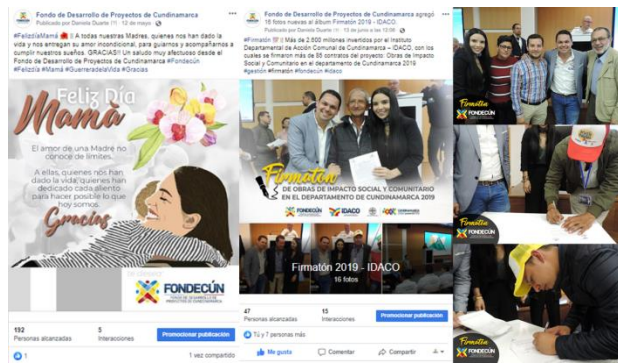 Fondo de Desarrollo de Proyectos de Cundinamarca
Publicado por Daniela Duarte · 12 de mayo
#FelizdíaMamá || A todas nuestras Madres, quienes nos han dado la
vida y nos entregan su amor incondicional, para guiarnos y acompañarnos a
cumplir nuestros sueños. GRACIAS!! Un saludo muy afectuoso desde el
Fondo de Desarrollo de Proyectos de Cundinamarca #Fondecún
#Felizdía #Mamá #GuerreradelaVida #Gracias
Feliz Día
Mamà
El amor de una Madre no
conoce de límites.
A ellas, quienes nos han
dado la vida, quienes han
dedicado cada aliento
para hacer posible lo que
hoy somos.
Gracias
FONDECÚN
FONDO DE DESARROLLO DE
PROYECTOS DE CUNDINAMARCA
192
Personas alcanzadas
5
Interacciones
Promocionar publicación
1
1 vez compartido
Fondo de Desarrollo de Proyectos de Cundinamarca agregó
16 fotos nuevas al álbum Firmatón 2019 - IDACO.
Publicado por Daniela Duarte · 13 de junio a las 12:06
#Firmatón || Más de 2.600 millones invertidos por el Instituto
Departamental de Acción Comunal de Cundinamarca – IDACO, con los
cuales se firmaron más de 50 contratos del proyecto: Obras de Impacto
Social y Comunitario en el departamento de Cundinamarca 2019
#gestión #firmatón #fondecún #idaco
Firmatón
DE OBRAS DE IMPACTO SOCIAL Y COMUNITARIO
EN EL DEPARTAMENTO DE CUNDINAMARCA 2019
FONDECÚN
IDACO
Firmatón 2019 - IDACO
16 fotos
47
Personas alcanzadas
15
Interacciones
Promocionar publicación
Tú y 7 personas más
Me gusta
Comentar
Compartir
Firmatón
FONDECÚN
Firmatón
FONDECÚN
Firmatón
FONDECÚN